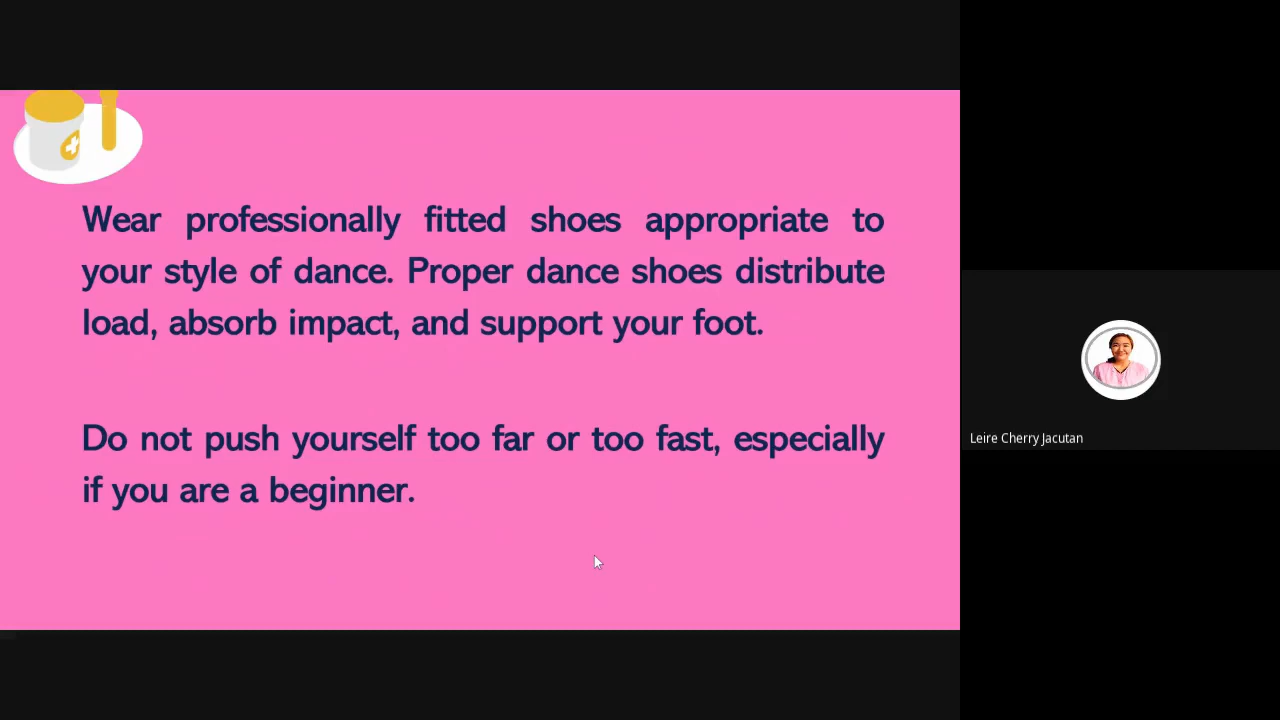 Wear professionally fitted shoes appropriate to
your style of dance. Proper dance shoes distribute
load, absorb impact, and support your foot.
Do not push yourself too far or too fast, especially
if you are a beginner.
Leire Cherry Jacutan